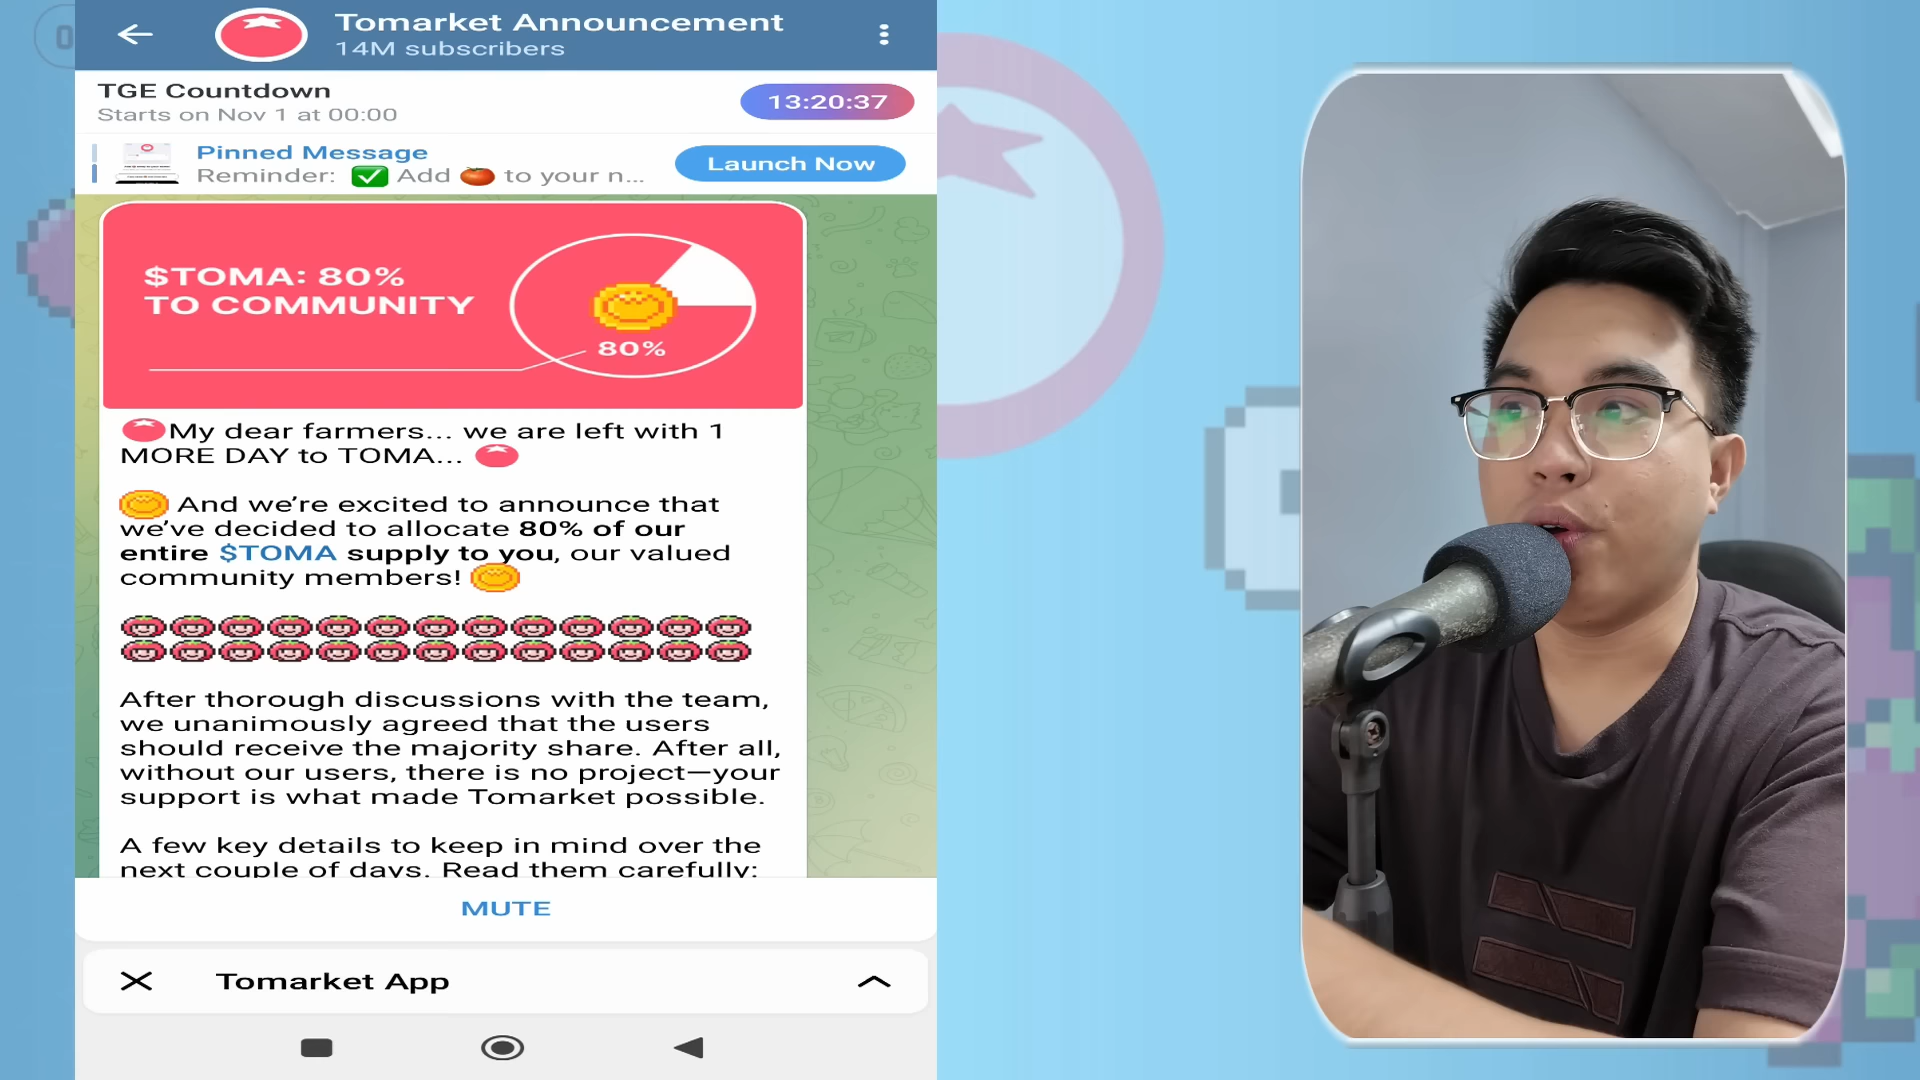 Tomarket Announcement
14M subscribers
TGE Countdown
Starts on Nov 1 at 00:00
13:20:37
Pinned Message
Reminder: ✅ Add 🍅 to your n...
Launch Now
$TOMA: 80%
TO COMMUNITY
80%
My dear farmers... we are left with 1
MORE DAY to TOMA...
And we're excited to announce that
we've decided to allocate 80% of our
entire $TOMA supply to you, our valued
community members!
After thorough discussions with the team,
we unanimously agreed that the users
should receive the majority share. After all,
without our users, there is no project—your
support is what made Tomarket possible.
A few key details to keep in mind over the
next couple of days. Read them carefully:
MUTE
Tomarket App